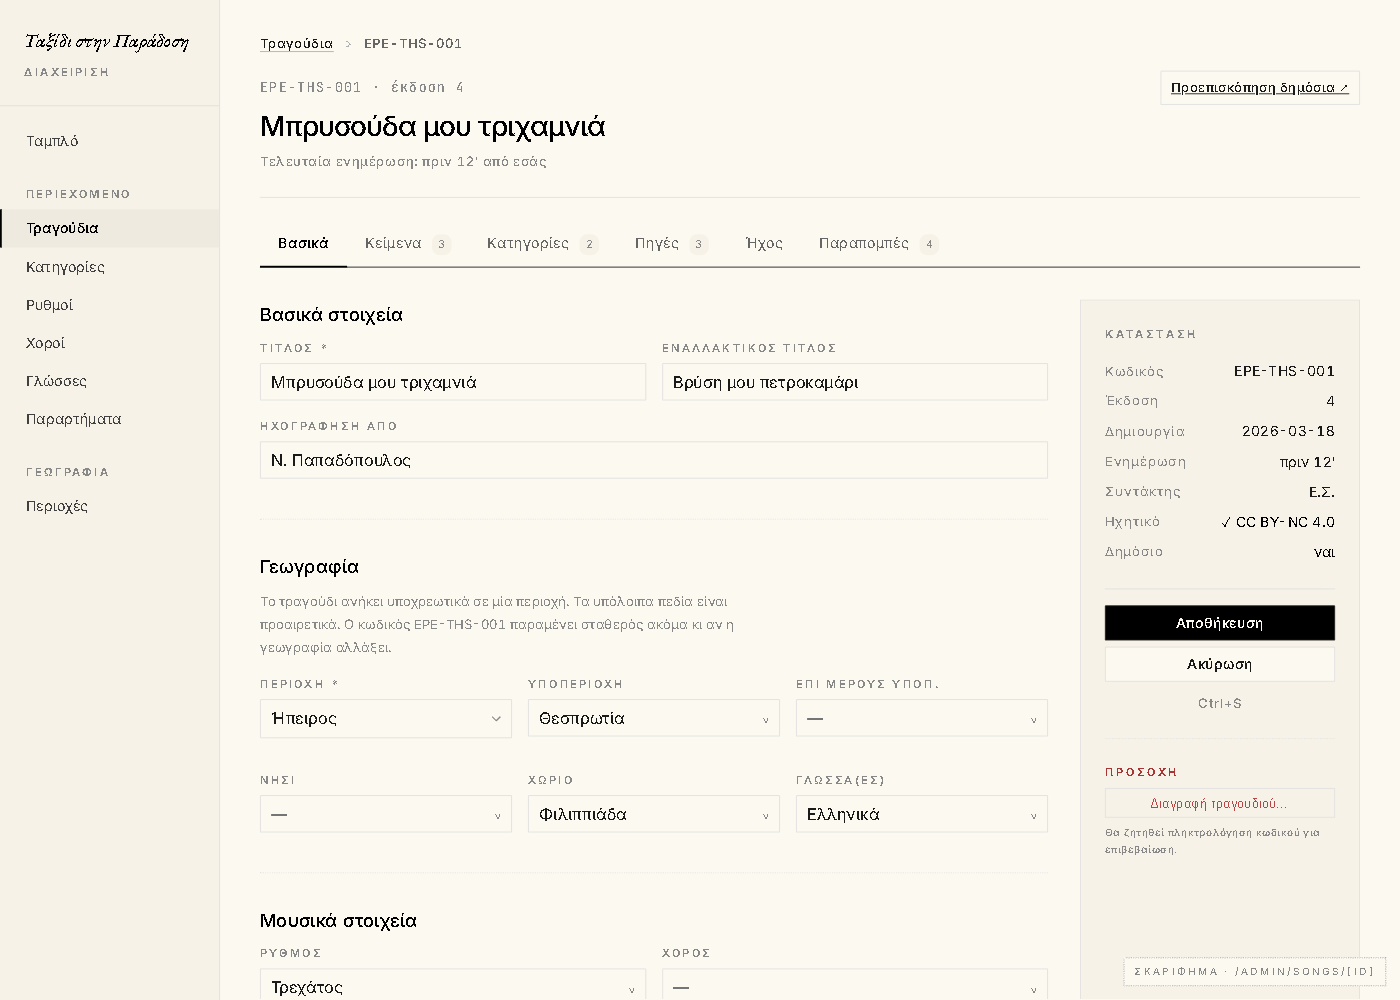 Ταξίδι στην Παράδοση
ΔΙΑΧΕΙΡΙΣΗ
Ταμπλό
ΠΕΡΙΕΧΟΜΕΝΟ
Τραγούδια
Κατηγορίες
Ρυθμοί
Χοροί
Γλώσσες
Παραρτήματα
ΓΕΩΓΡΑΦΙΑ
Περιοχές
Τραγούδια > EPE-THS-001
EPE-THS-001 · έκδοση 4
Προεπισκόπηση δημόσια ↗
Μπρυσούδα μου τριχαμνιά
Τελευταία ενημέρωση: πριν 12' από εσάς
Βασικά Κείμενα 3 Κατηγορίες 2 Πηγές 3 Ήχος Παραπομπές 4
Βασικά στοιχεία
ΤΙΤΛΟΣ * ΕΝΑΛΛΑΚΤΙΚΟΣ ΤΙΤΛΟΣ
Μπρυσούδα μου τριχαμνιά Βρύση μου πετροκαμάρι
ΗΧΟΓΡΑΦΗΣΗ ΑΠΟ
Ν. Παπαδόπουλος
Γεωγραφία
Το τραγούδι ανήκει υποχρεωτικά σε μία περιοχή. Τα υπόλοιπα πεδία είναι
προαιρετικά. Ο κωδικός EPE-THS-001 παραμένει σταθερός ακόμα κι αν η
γεωγραφία αλλάξει.
ΠΕΡΙΟΧΗ * ΥΠΟΠΕΡΙΟΧΗ ΕΠΙ ΜΕΡΟΥΣ ΥΠΟΠ.
Ήπειρος Θεσπρωτία —
ΝΗΣΙ ΧΩΡΙΟ ΓΛΩΣΣΑ(ΕΣ)
— Φιλιππιάδα Ελληνικά
Μουσικά στοιχεία
ΡΥΘΜΟΣ ΧΟΡΟΣ
Τρεχάτος —
ΚΑΤΑΣΤΑΣΗ
Κωδικός EPE-THS-001
Έκδοση 4
Δημιουργία 2026-03-18
Ενημέρωση πριν 12'
Συντάκτης Ε.Σ.
Ηχητικό ✓ CC BY-NC 4.0
Δημόσιο ναι
Αποθήκευση
Ακύρωση
Ctrl+S
ΠΡΟΣΟΧΗ
Διαγραφή τραγουδιού…
Θα ζητηθεί πληκτρολόγηση κωδικού για
επιβεβαίωση.
ΣΚΑΡΙΦΗΜΑ · /ADMIN/SONGS/[ID]